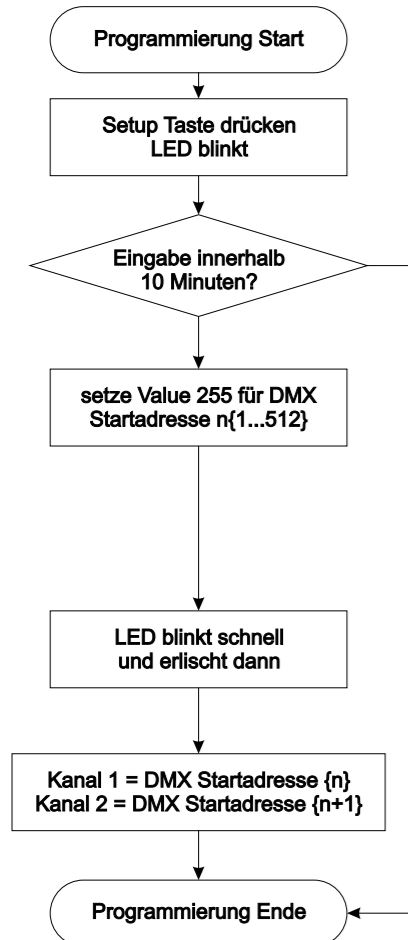 Programmierung Start
Setup Taste drücken
LED blinkt
Eingabe innerhalb
10 Minuten?
setze Value 255 für DMX
Startadresse n{1...512}
LED blinkt schnell
und erlischt dann
Kanal 1 = DMX Startadresse {n}
Kanal 2 = DMX Startadresse {n+1}
Programmierung Ende